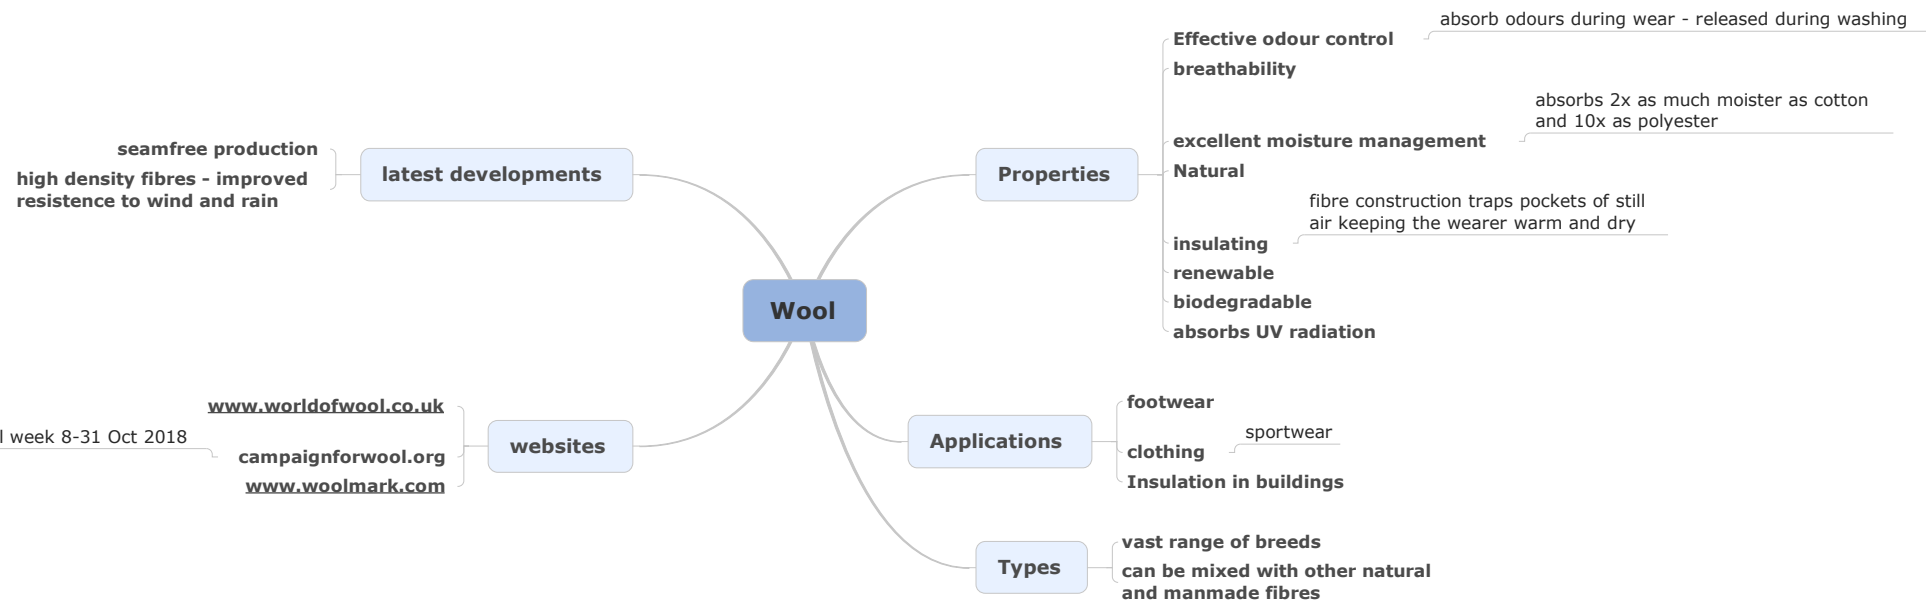 Wool
latest developments
seamfree production
high density fibres - improved
resistence to wind and rain
websites
www.worldofwool.co.uk
campaignforwool.org
week 8-31 Oct 2018
www.woolmark.com
Properties
Effective odour control
absorb odours during wear - released during washing
breathability
excellent moisture management
absorbs 2x as much moister as cotton
and 10x as polyester
Natural
insulating
fibre construction traps pockets of still
air keeping the wearer warm and dry
renewable
biodegradable
absorbs UV radiation
Applications
footwear
clothing
sportwear
Insulation in buildings
Types
vast range of breeds
can be mixed with other natural
and manmade fibres